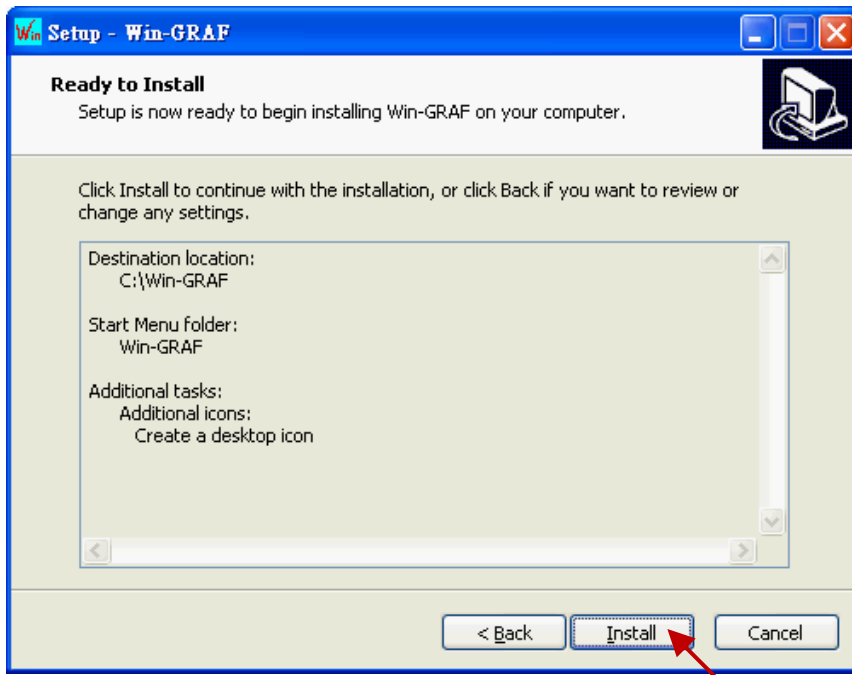 Win Setup - Win-GRAF
Ready to Install
Setup is now ready to begin installing Win-GRAF on your computer.
Click Install to continue with the installation, or click Back if you want to review or
change any settings.
Destination location:
C:\Win-GRAF
Start Menu folder:
Win-GRAF
Additional tasks:
Additional icons:
Create a desktop icon
< Back Install Cancel